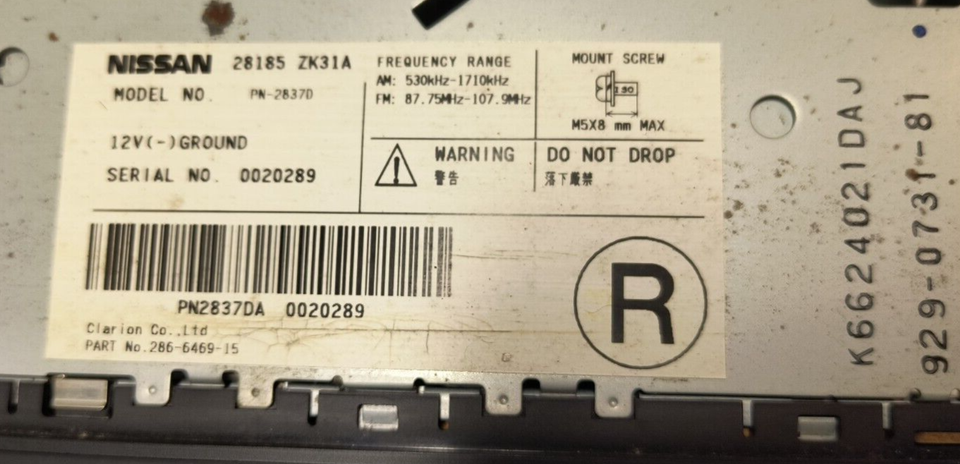 NISSAN 28185 ZK31A
MODEL NO. PN-2837D
12V(-)GROUND
SERIAL NO. 0020289
FREQUENCY RANGE
AM: 530kHz-1710kHz
FM: 87.75MHz-107.9MHz
MOUNT SCREW
M5X8 mm MAX
WARNING
警告
DO NOT DROP
落下厳禁
PN2837DA 0020289
Clarion Co.,Ltd
PART No.286-6469-15
R
K6624021DAJ
929-0731-81